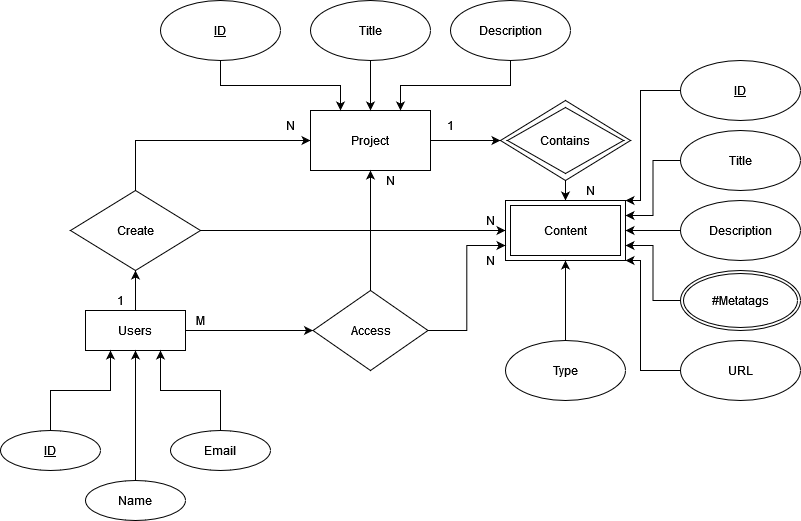 ID
Title
Description
ID
N
1
Project
Contains
Title
N
N
Create
N
Content
Description
N
1
#Metatags
M
Users
Access
Type
URL
ID
Email
Name